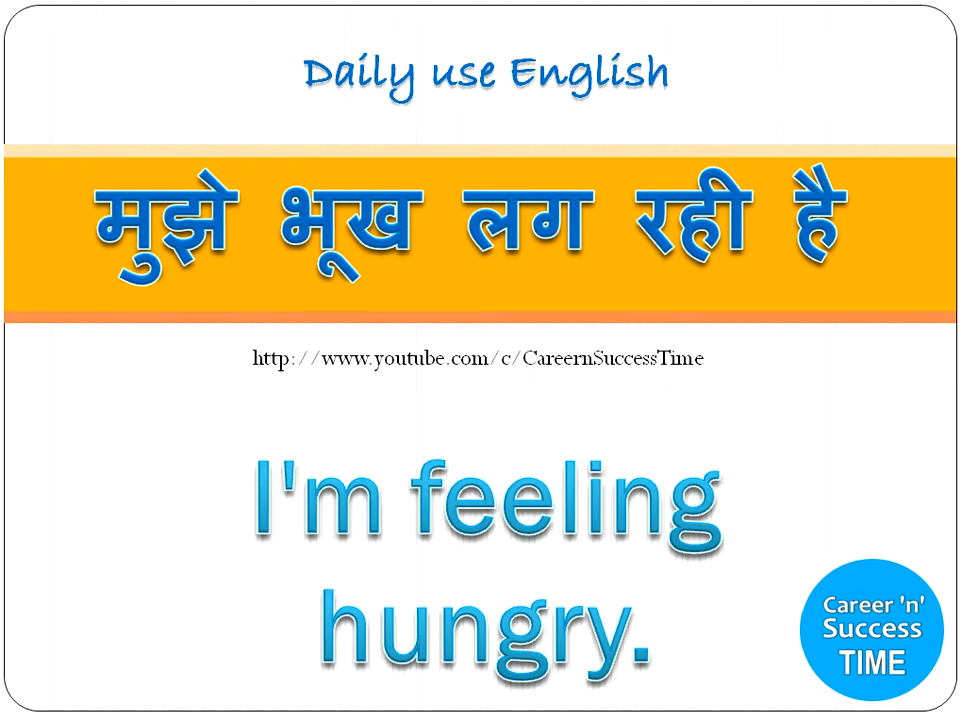 Daily use English
मुझे भूख लग रही है
http://www.youtube.com/c/CareernSuccessTime
I'm feeling
hungry.
Career 'n'
Success
TIME